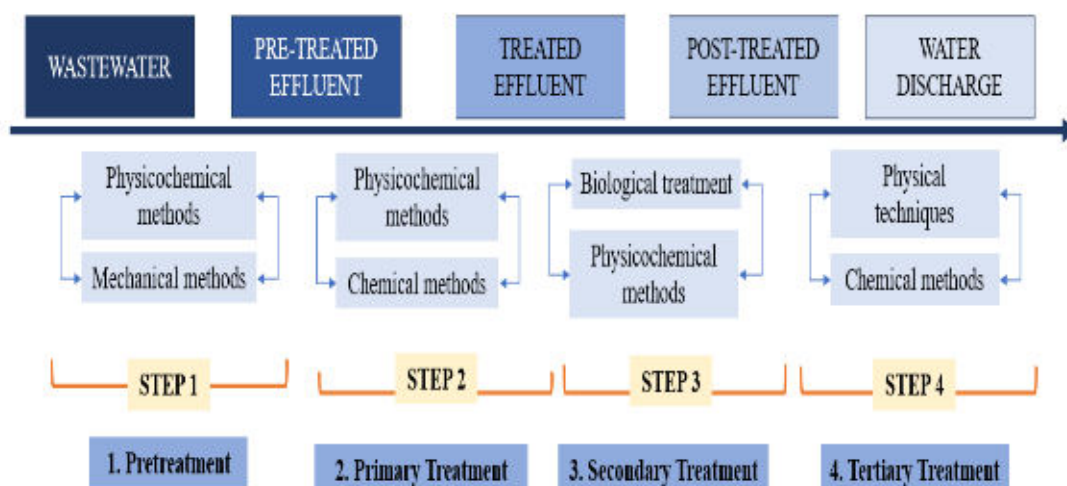 WASTEWATER
PRE-TREATED
EFFLUENT
TREATED
EFFLUENT
POST-TREATED
EFFLUENT
WATER
DISCHARGE
Physicochemical
methods
Mechanical methods
Physicochemical
methods
Chemical methods
Biological treatment
Physicochemical
methods
Physical
techniques
Chemical methods
STEP 1
STEP 2
STEP 3
STEP 4
1. Pretreatment
2. Primary Treatment
3. Secondary Treatment
4. Tertiary Treatment